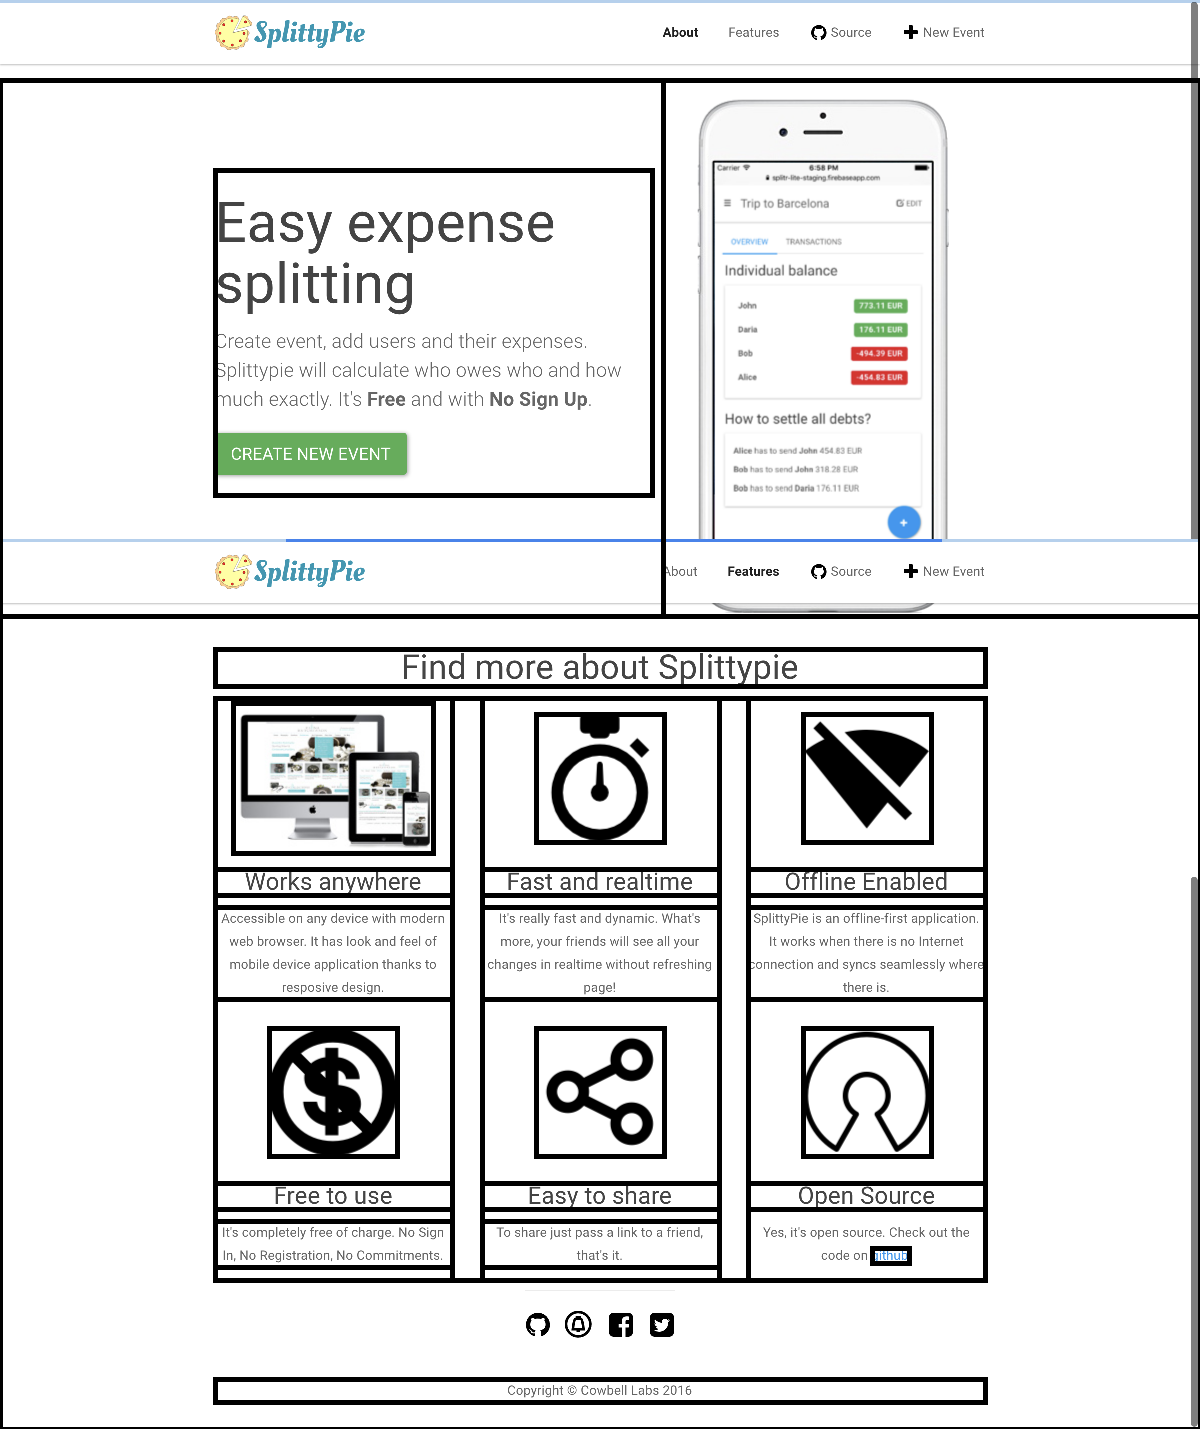 SplittyPie
About Features Source New Event
Easy expense
splitting
Create event, add users and their expenses.
Splittypie will calculate who owes who and how
much exactly. It's Free and with No Sign Up.
CREATE NEW EVENT
Carrier 6:58 PM
splitr-lite-staging.firebaseapp.com
Trip to Barcelona EDIT
OVERVIEW TRANSACTIONS
Individual balance
John 773.11 EUR
Daria 176.11 EUR
Bob -494.39 EUR
Alice -454.83 EUR
How to settle all debts?
Alice has to send John 454.83 EUR
Bob has to send John 318.28 EUR
Bob has to send Daria 176.11 EUR
SplittyPie
About Features Source New Event
Find more about Splittypie
Works anywhere
Accessible on any device with modern
web browser. It has look and feel of
mobile device application thanks to
resposive design.
Fast and realtime
It's really fast and dynamic. What's
more, your friends will see all your
changes in realtime without refreshing
page!
Offline Enabled
SplittyPie is an offline-first application.
It works when there is no Internet
connection and syncs seamlessly where
there is.
Free to use
It's completely free of charge. No Sign
In, No Registration, No Commitments.
Easy to share
To share just pass a link to a friend,
that's it.
Open Source
Yes, it's open source. Check out the
code on github
Copyright © Cowbell Labs 2016